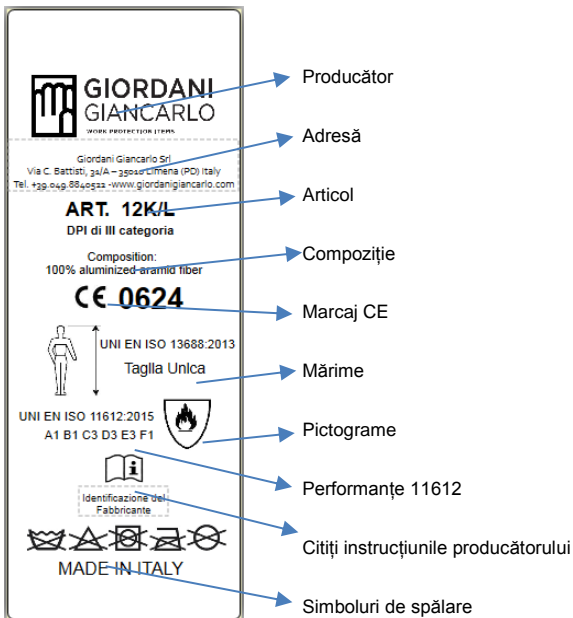 GIORDANI
GIANCARLO
WORK PROTECTION ITEMS
Giordani Giancarlo Srl
Via C. Battisti, 31/A – 35010 Limena (PD) Italy
Tel. +39.049.8840511 -www.giordanigiancarlo.com
ART. 12K/L
DPI di III categoria
Composition:
100% aluminized aramid fiber
CE 0624
UNI EN ISO 13688:2013
Taglia Unica
UNI EN ISO 11612:2015
A1 B1 C3 D3 E3 F1
i
Identificazione del
Fabbricante
MADE IN ITALY
Producător
Adresă
Articol
Compoziție
Marcaj CE
Mărime
Pictograme
Performanțe 11612
Citiți instrucțiunile producătorului
Simboluri de spălare